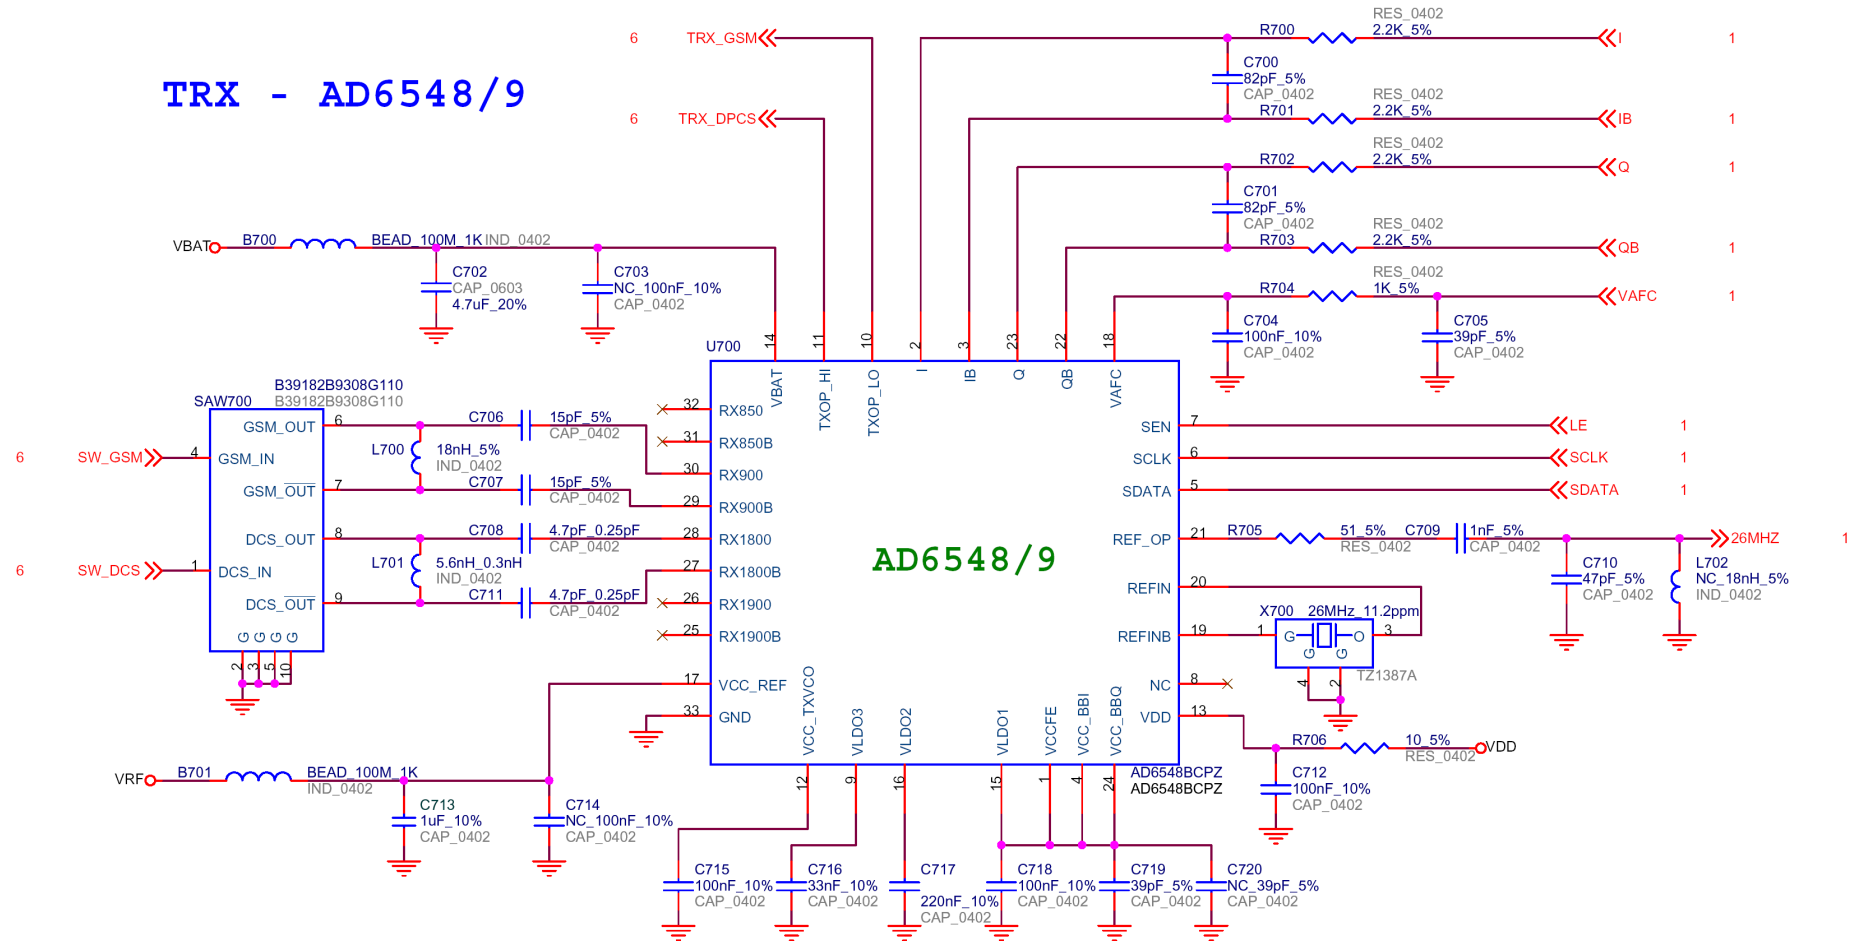 TRX - AD6548/9
6 TRX_GSM
6 TRX_DPCS
RES_0402
R700 2.2K_5% I 1
C700
82pF_5%
CAP_0402
RES_0402
R701 2.2K_5% IB 1
RES_0402
R702 2.2K_5% Q 1
C701
82pF_5%
CAP_0402
RES_0402
R703 2.2K_5% QB 1
RES_0402
R704 1K_5% VAFC 1
C704
100nF_10%
CAP_0402
C705
39pF_5%
CAP_0402
VBAT B700 BEAD_100M_1K IND_0402
C702
CAP_0603
4.7uF_20%
C703
NC_100nF_10%
CAP_0402
U700
14 11 10 2 3 23 22 18
VBAT TXOP_HI TXOP_LO I IB Q QB VAFC
B39182B9308G110
B39182B9308G110
SAW700
GSM_OUT 6
6 SW_GSM 4 GSM_IN
GSM_OUT 7
DCS_OUT 8
6 SW_DCS 1 DCS_IN
DCS_OUT 9
G G G G
2 3 5 10
C706 15pF_5%
CAP_0402
L700 18nH_5%
IND_0402
C707 15pF_5%
CAP_0402
C708 4.7pF_0.25pF
CAP_0402
L701 5.6nH_0.3nH
IND_0402
C711 4.7pF_0.25pF
CAP_0402
32 RX850
31 RX850B
30 RX900
29 RX900B
28 RX1800
27 RX1800B
26 RX1900
25 RX1900B
17 VCC_REF
33 GND
AD6548/9
SEN 7 LE 1
SCLK 6 SCLK 1
SDATA 5 SDATA 1
REF_OP 21 R705 51_5% C709 1nF_5% 26MHZ 1
RES_0402 CAP_0402
C710
47pF_5%
CAP_0402
L702
NC_18nH_5%
IND_0402
REFIN 20
X700 26MHz_11.2ppm
REFINB 19 1 G O 3
G G
4 2
TZ1387A
NC 8
VDD 13
R706 10_5% VDD
RES_0402
C712
100nF_10%
CAP_0402
VCC_TXVCO VLDO3 VLDO2 VLDO1 VCCFE VCC_BBI VCC_BBQ
12 9 16 15 1 4 24
AD6548BCPZ
AD6548BCPZ
VRF B701 BEAD_100M_1K
IND_0402
C713
1uF_10%
CAP_0402
C714
NC_100nF_10%
CAP_0402
C715
100nF_10%
CAP_0402
C716
33nF_10%
CAP_0402
C717
220nF_10%
CAP_0402
C718
100nF_10%
CAP_0402
C719
39pF_5%
CAP_0402
C720
NC_39pF_5%
CAP_0402